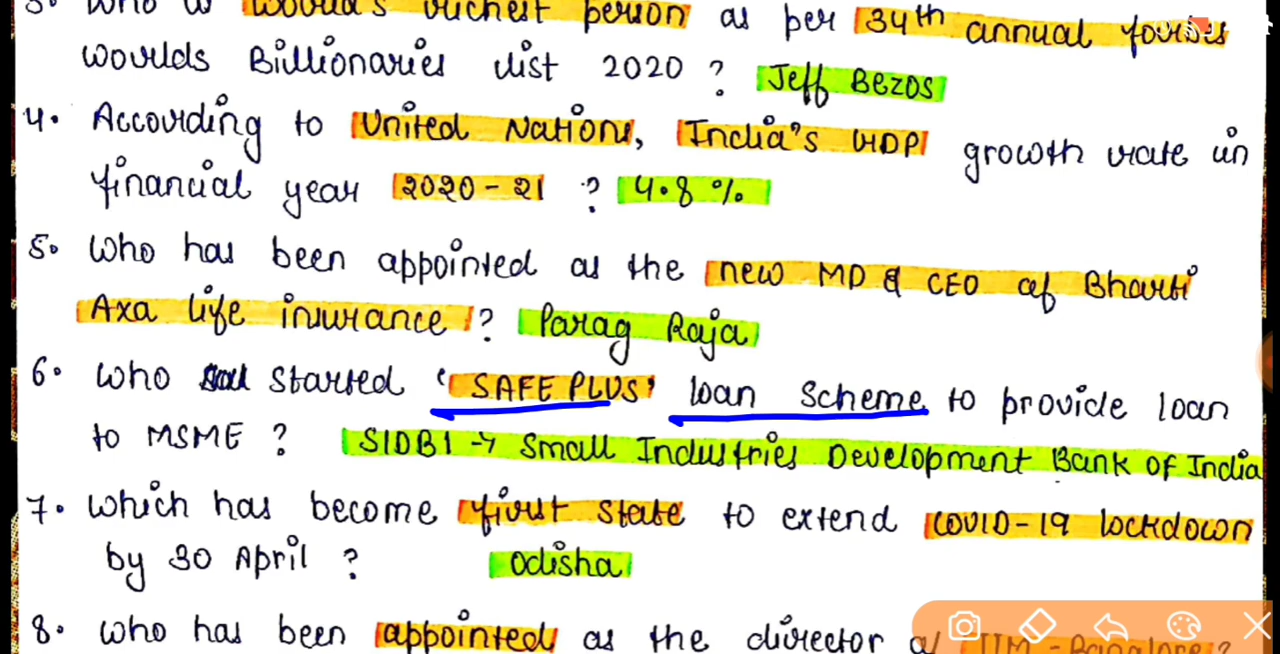 3. Who is World's richest person as per 34th annual forbes
Worlds Billionaries list 2020 ? Jeff Bezos
4. According to United Nations, India's GDP growth rate in
financial year 2020-21 ? 4.8%
5. Who has been appointed as the new MD & CEO of Bharti
Axa life insurance ? Parag Raja
6. Who started 'SAFE PLUS' loan Scheme to provide loan
to MSME ? SIDBI → Small Industries Development Bank of India
7. Which has become first state to extend COVID-19 lockdown
by 30 April ? Odisha
8. Who has been appointed as the director of IIM - Bangalore ?